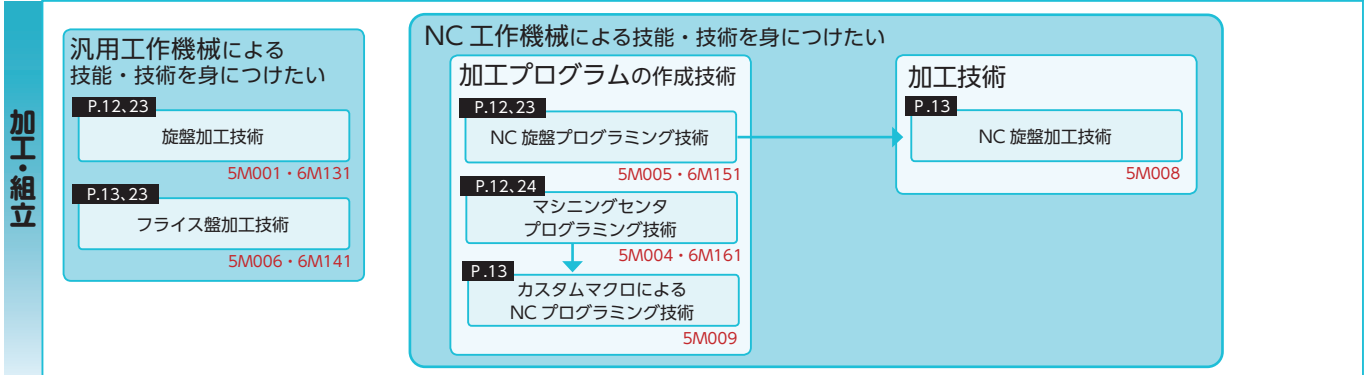 加工・組立
汎用工作機械による
技能・技術を身につけたい
P.12、23
旋盤加工技術
5M001・6M131
P.13、23
フライス盤加工技術
5M006・6M141
NC 工作機械による技能・技術を身につけたい
加工プログラムの作成技術
P.12、23
NC 旋盤プログラミング技術
5M005・6M151
P.12、24
マシニングセンタ
プログラミング技術
5M004・6M161
P.13
カスタムマクロによる
NC プログラミング技術
5M009
加工技術
P.13
NC 旋盤加工技術
5M008